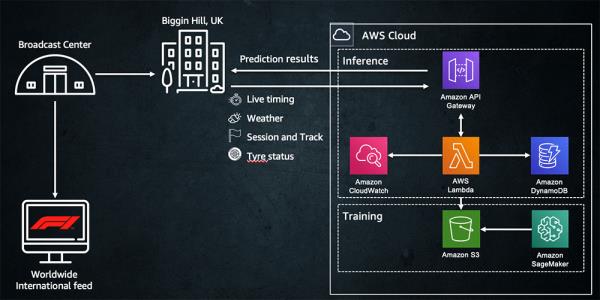 Broadcast Center
Biggin Hill, UK
AWS Cloud
Prediction results
Inference
Live timing
Weather
Session and Track
Tyre status
Amazon API
Gateway
Amazon
CloudWatch
AWS
Lambda
Amazon
DynamoDB
Training
Amazon S3
Amazon
SageMaker
F1
Worldwide
International feed